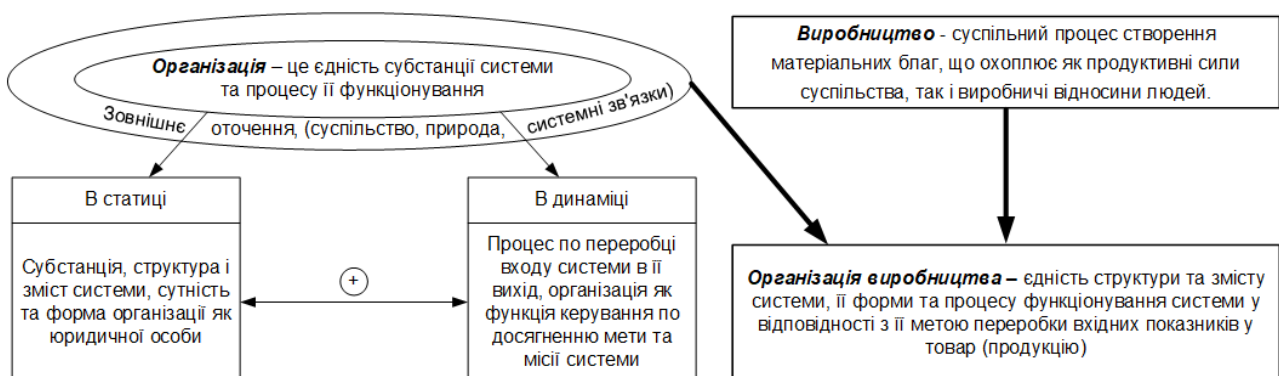 Організація – це єдність субстанції системи
та процесу її функціонування
Зовнішнє оточення, (суспільство, природа, системні зв'язки)
Виробництво - суспільний процес створення
матеріальних благ, що охоплює як продуктивні сили
суспільства, так і виробничі відносини людей.
В статиці
Субстанція, структура і
зміст системи, сутність
та форма організації як
юридичної особи
+
В динаміці
Процес по переробці
входу системи в її
вихід, організація як
функція керування по
досягненню мети та
місії системи
Організація виробництва – єдність структури та змісту
системи, її форми та процесу функціонування системи у
відповідності з її метою переробки вхідних показників у
товар (продукцію)